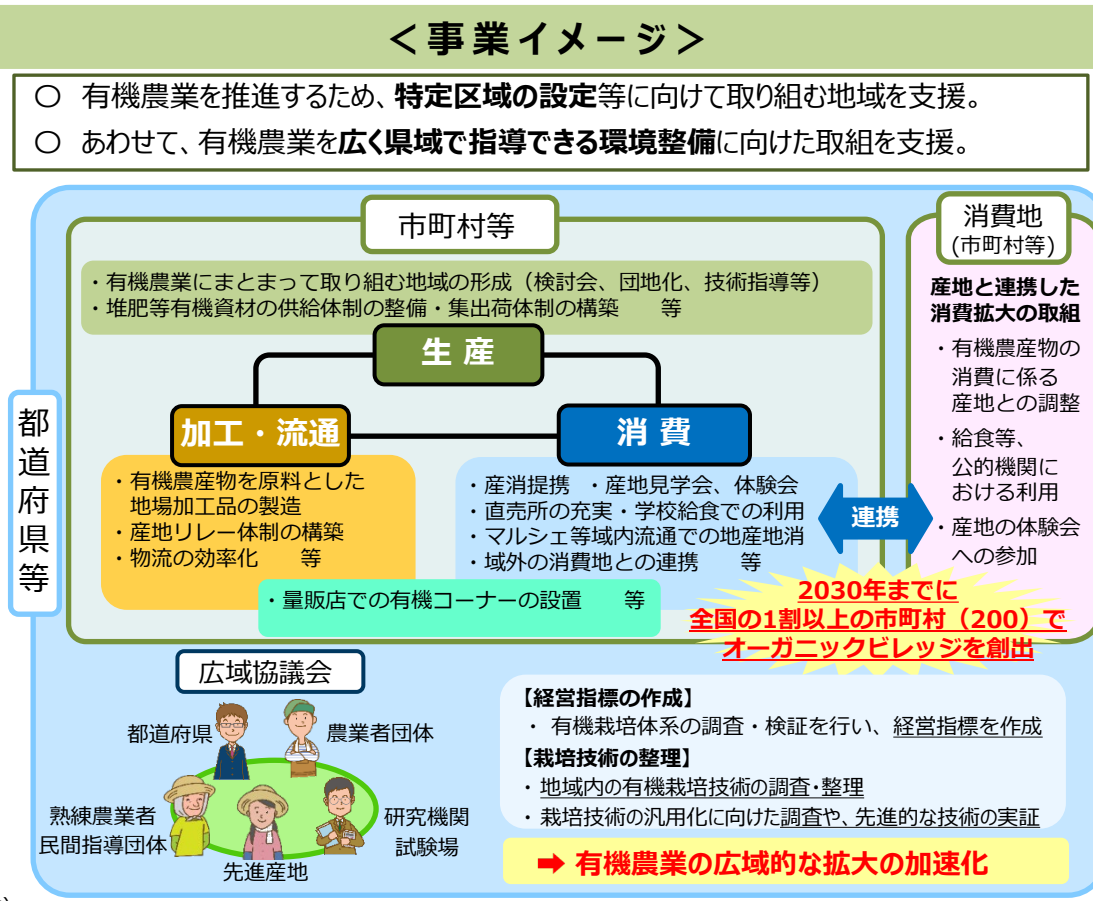 ＜事業イメージ＞
○ 有機農業を推進するため、特定区域の設定等に向けて取り組む地域を支援。
○ あわせて、有機農業を広く県域で指導できる環境整備に向けた取組を支援。
都道府県等
市町村等
・有機農業にまとまって取り組む地域の形成（検討会、団地化、技術指導等）
・堆肥等有機資材の供給体制の整備・集出荷体制の構築　　等
生産
加工・流通
・有機農産物を原料とした
地場加工品の製造
・産地リレー体制の構築
・物流の効率化　　等
消費
・産消提携　・産地見学会、体験会
・直売所の充実・学校給食での利用
・マルシェ等域内流通での地産地消
・域外の消費地との連携　　等
・量販店での有機コーナーの設置　　等
連携
消費地
(市町村等)
産地と連携した
消費拡大の取組
・有機農産物の
消費に係る
産地との調整
・給食等、
公的機関に
おける利用
・産地の体験会
への参加
2030年までに
全国の1割以上の市町村（200）で
オーガニックビレッジを創出
広域協議会
都道府県
農業者団体
熟練農業者
民間指導団体
先進産地
研究機関
試験場
【経営指標の作成】
・ 有機栽培体系の調査・検証を行い、経営指標を作成
【栽培技術の整理】
・ 地域内の有機栽培技術の調査・整理
・ 栽培技術の汎用化に向けた調査や、先進的な技術の実証
➡ 有機農業の広域的な拡大の加速化